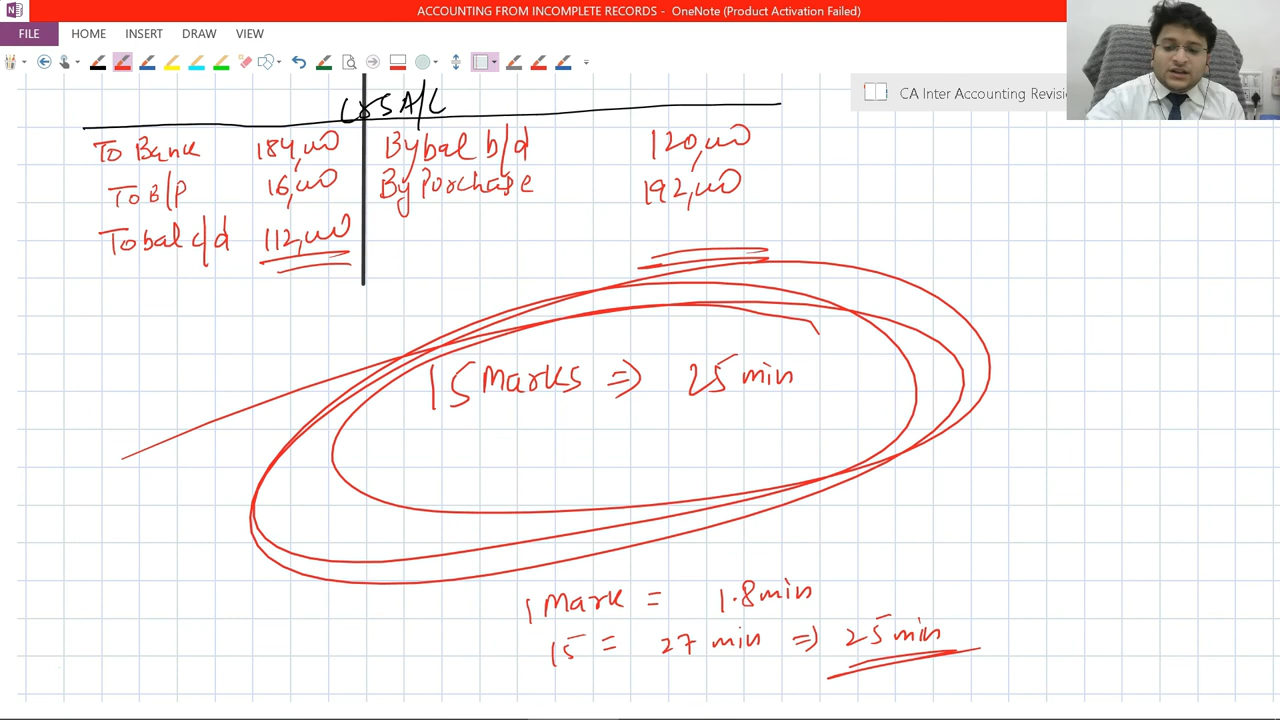 ACCOUNTING FROM INCOMPLETE RECORDS - OneNote (Product Activation Failed)
FILE HOME INSERT DRAW VIEW
CA Inter Accounting Revisi
A/C
To Bank 184,000 By bal b/d 120,000
To B/P 16,000 By Purchase 192,000
To bal c/d 112,000
15 Marks ⇒ 25 min
1 Mark = 1.8 min
15 = 27 min ⇒ 25 min